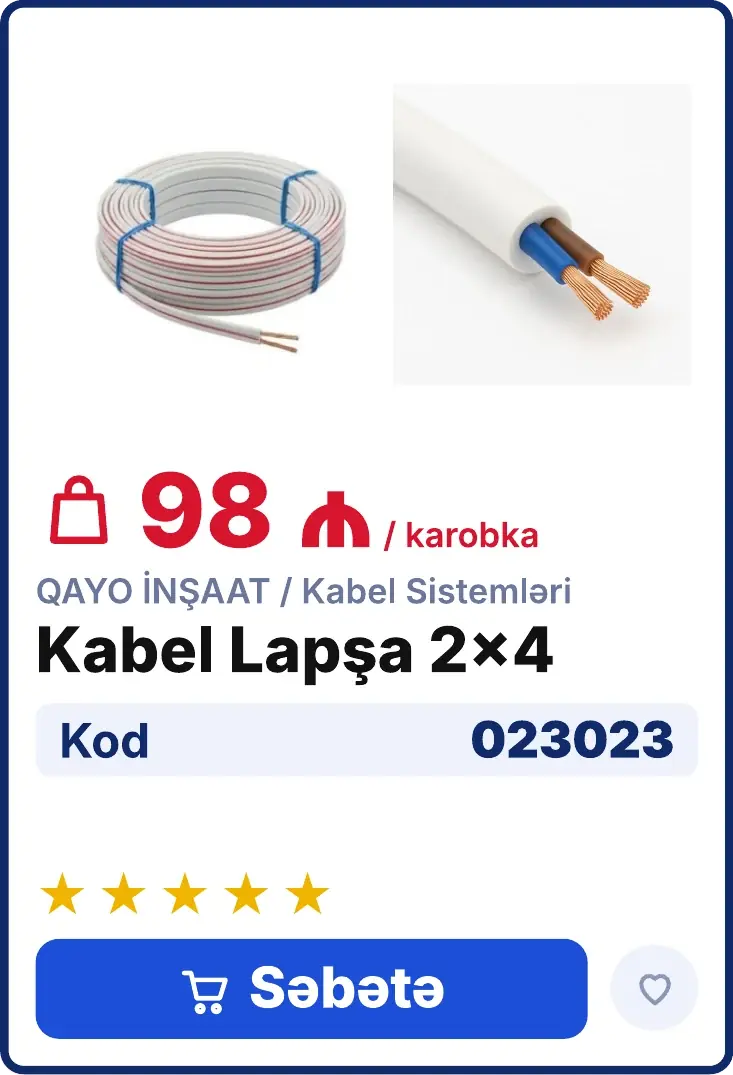 98 ₼ / karobka
QAYO İNŞAAT / Kabel Sistemləri
Kabel Lapşa 2×4
Kod 023023
Səbətə